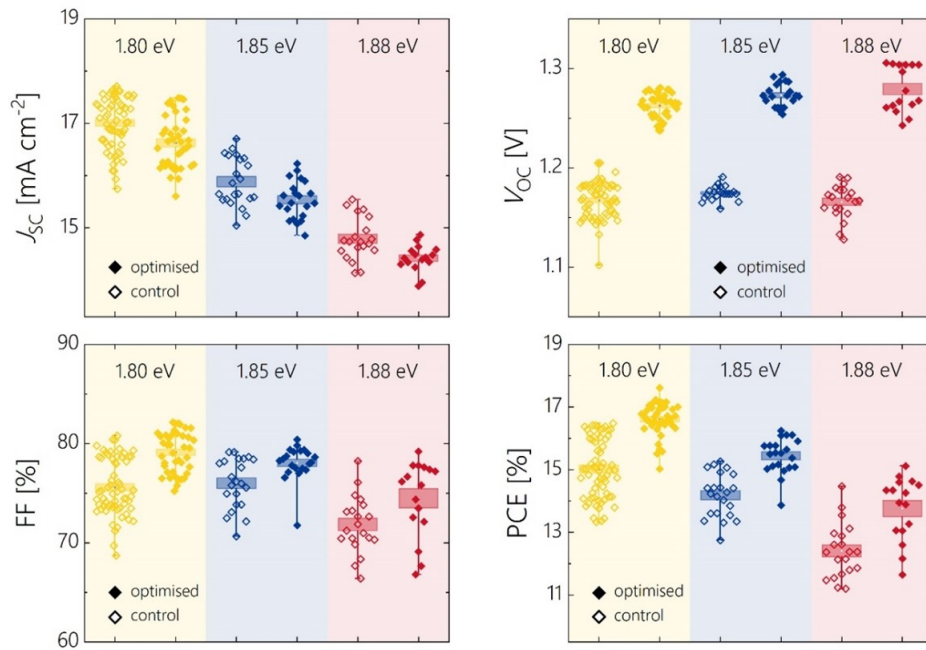 19
17
15
J_SC [mA cm⁻²]
1.80 eV 1.85 eV 1.88 eV
optimised
control
1.3
1.2
1.1
V_OC [V]
1.80 eV 1.85 eV 1.88 eV
optimised
control
90
80
70
60
FF [%]
1.80 eV 1.85 eV 1.88 eV
optimised
control
19
17
15
13
11
PCE [%]
1.80 eV 1.85 eV 1.88 eV
optimised
control